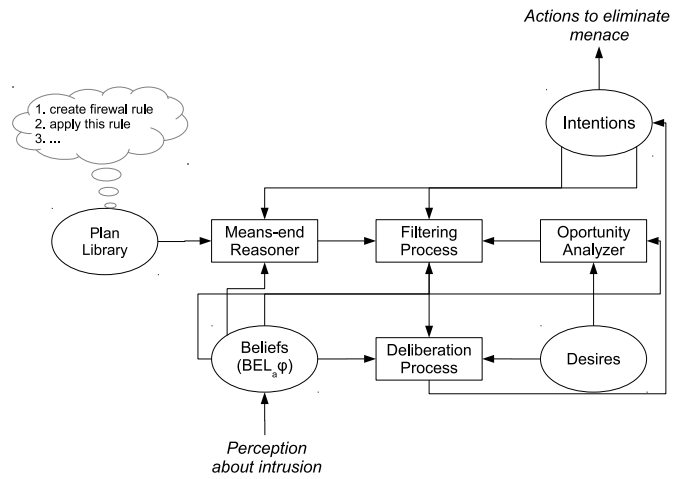 Actions to eliminate
menace
1. create firewal rule
2. apply this rule
3. ...
Intentions
Plan
Library
Means-end
Reasoner
Filtering
Process
Oportunity
Analyzer
Beliefs
(BELₐφ)
Deliberation
Process
Desires
Perception
about intrusion